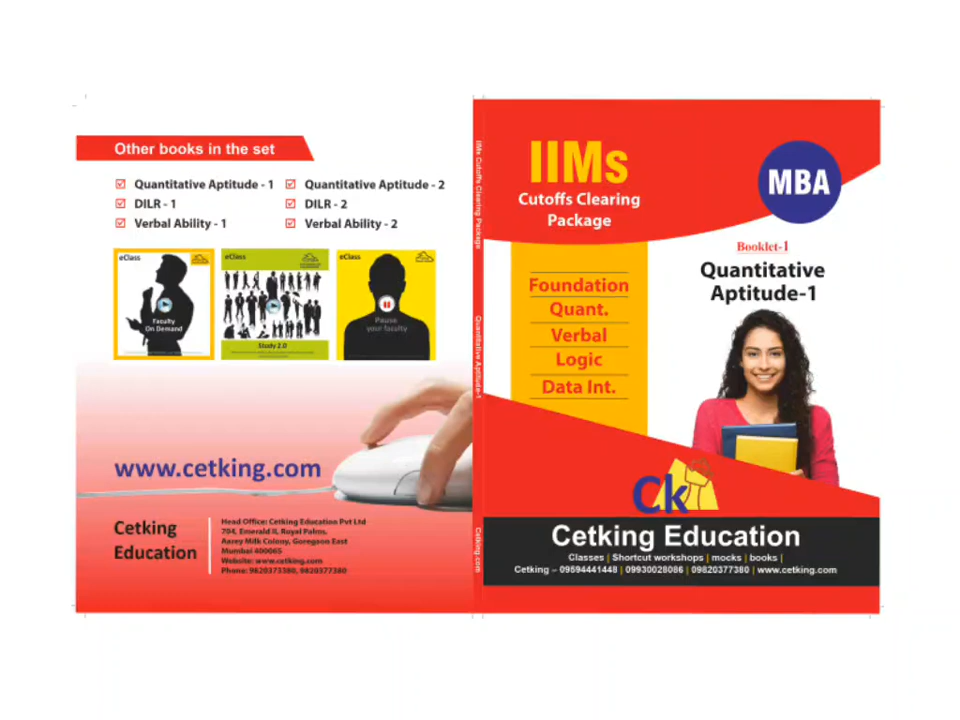 Other books in the set
Quantitative Aptitude - 1
Quantitative Aptitude - 2
DILR - 1
DILR - 2
Verbal Ability - 1
Verbal Ability - 2
eClass
Faculty
On Demand
eClass
Study 2.0
eClass
Pause
your faculty
www.cetking.com
Cetking
Education
Head Office: Cetking Education Pvt Ltd
704, Emerald II, Royal Palms,
Aarey Milk Colony, Goregaon East
Mumbai 400065
Website: www.cetking.com
Phone: 9820373380, 9820377380
IIMs Cutoffs Clearing Package
Quantitative Aptitude-1
Cetking.com
IIMs
Cutoffs Clearing
Package
MBA
Booklet-1
Quantitative
Aptitude-1
Foundation
Quant.
Verbal
Logic
Data Int.
Ck
Cetking Education
Classes | Shortcut workshops | mocks | books |
Cetking – 09594441448 | 09930028086 | 09820377380 | www.cetking.com